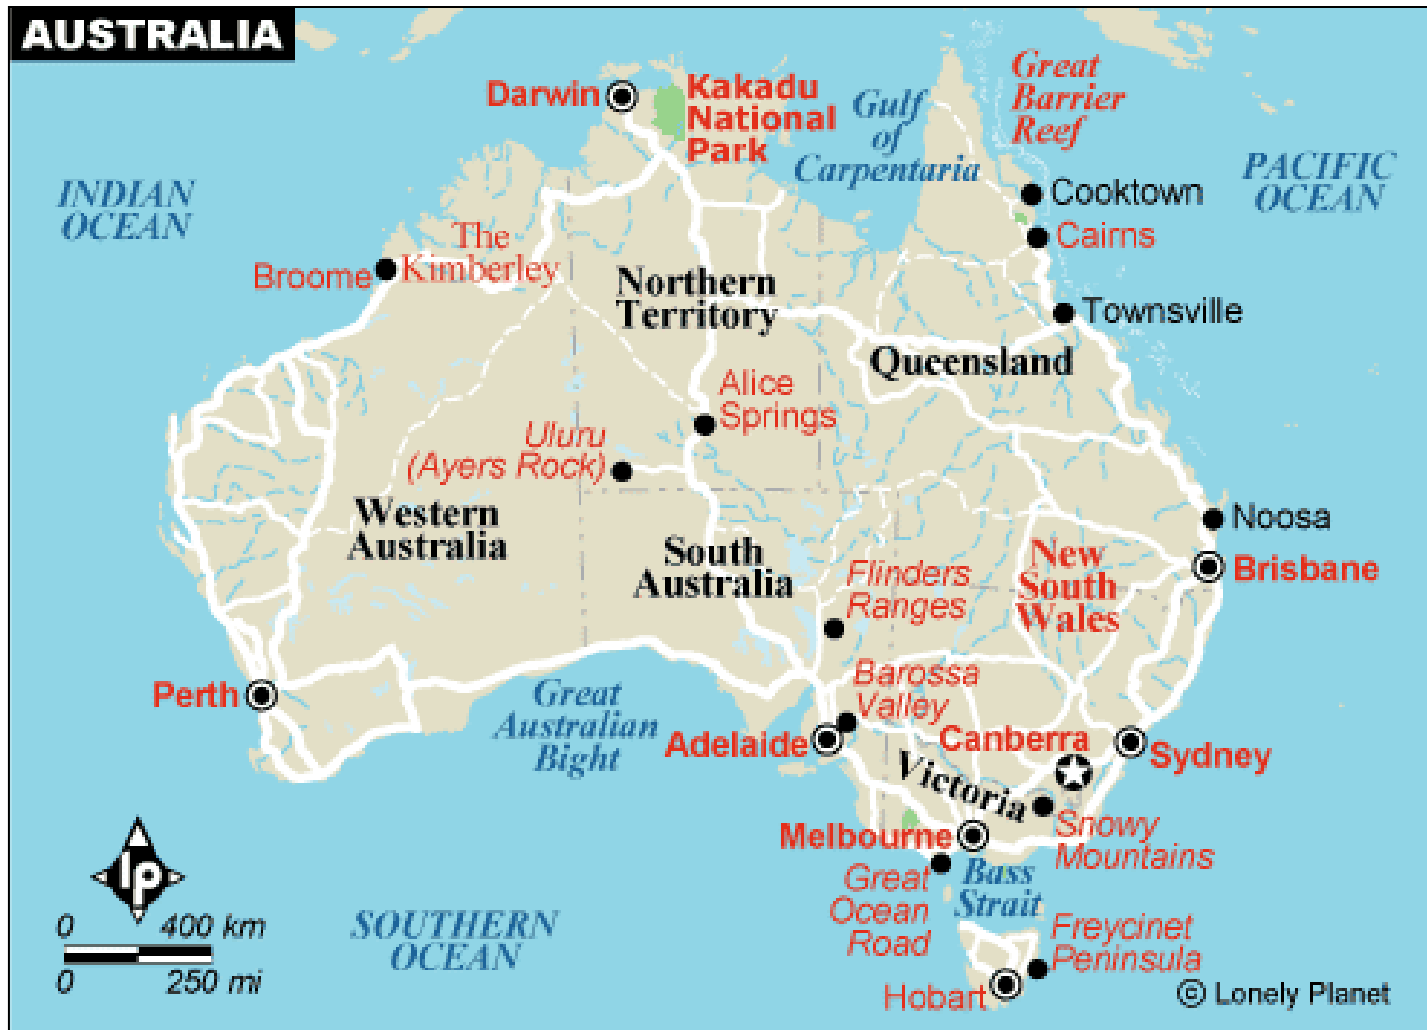 AUSTRALIA
Darwin
Kakadu
National
Park
Gulf
of
Carpentaria
Great
Barrier
Reef
PACIFIC
OCEAN
INDIAN
OCEAN
Cooktown
Cairns
The
Kimberley
Broome
Northern
Territory
Townsville
Queensland
Alice
Springs
Uluru
(Ayers Rock)
Western
Australia
South
Australia
Noosa
Brisbane
New
South
Wales
Flinders
Ranges
Perth
Great
Australian
Bight
Barossa
Valley
Adelaide
Canberra
Sydney
Victoria
Melbourne
Snowy
Mountains
Great
Ocean
Road
Bass
Strait
lp
0 400 km
0 250 mi
SOUTHERN
OCEAN
Freycinet
Peninsula
Hobart
© Lonely Planet